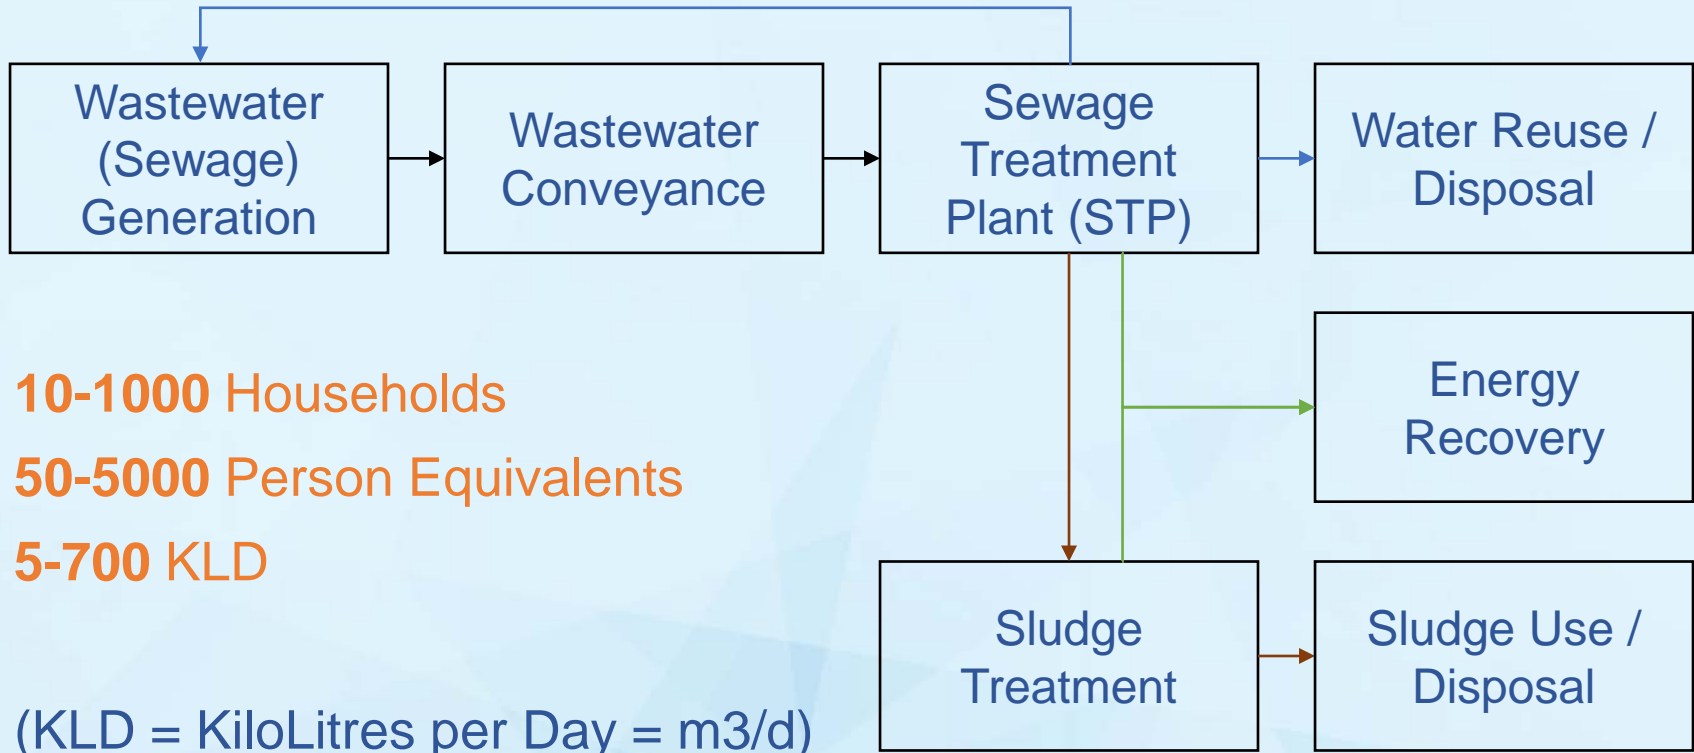 Wastewater
(Sewage)
Generation
Wastewater
Conveyance
Sewage
Treatment
Plant (STP)
Water Reuse /
Disposal
Energy
Recovery
10-1000 Households
50-5000 Person Equivalents
5-700 KLD
Sludge
Treatment
Sludge Use /
Disposal
(KLD = KiloLitres per Day = m3/d)